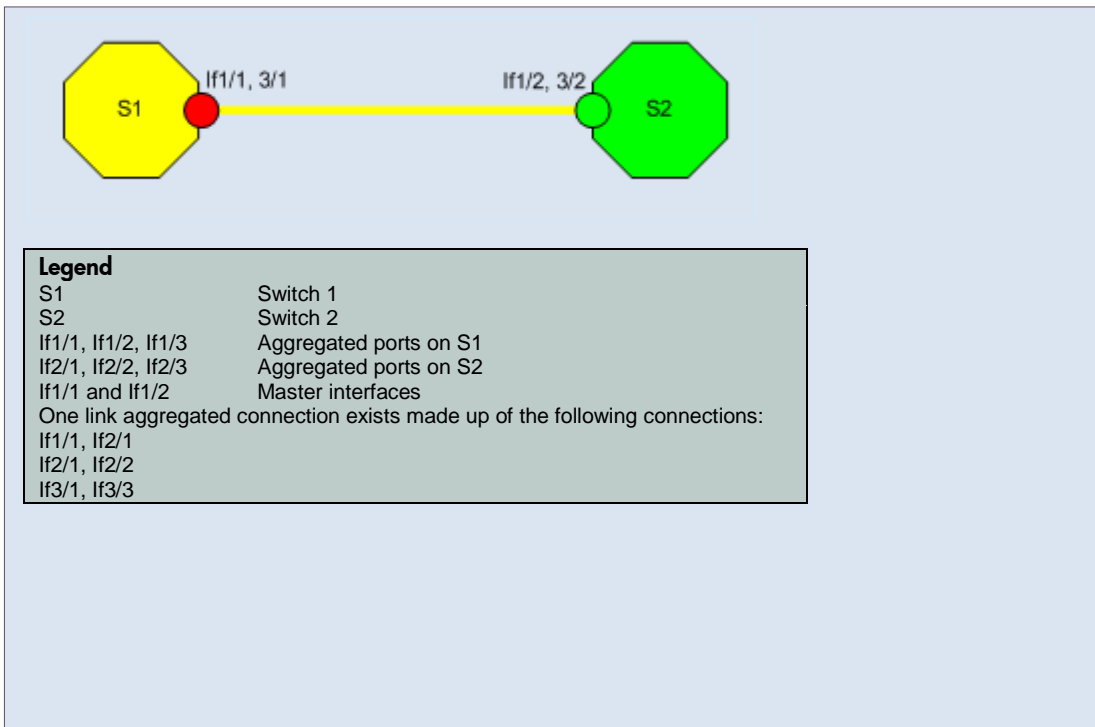 If1/1, 3/1
If1/2, 3/2
S1
S2
Legend
S1 Switch 1
S2 Switch 2
If1/1, If1/2, If1/3 Aggregated ports on S1
If2/1, If2/2, If2/3 Aggregated ports on S2
If1/1 and If1/2 Master interfaces
One link aggregated connection exists made up of the following connections:
If1/1, If2/1
If2/1, If2/2
If3/1, If3/3